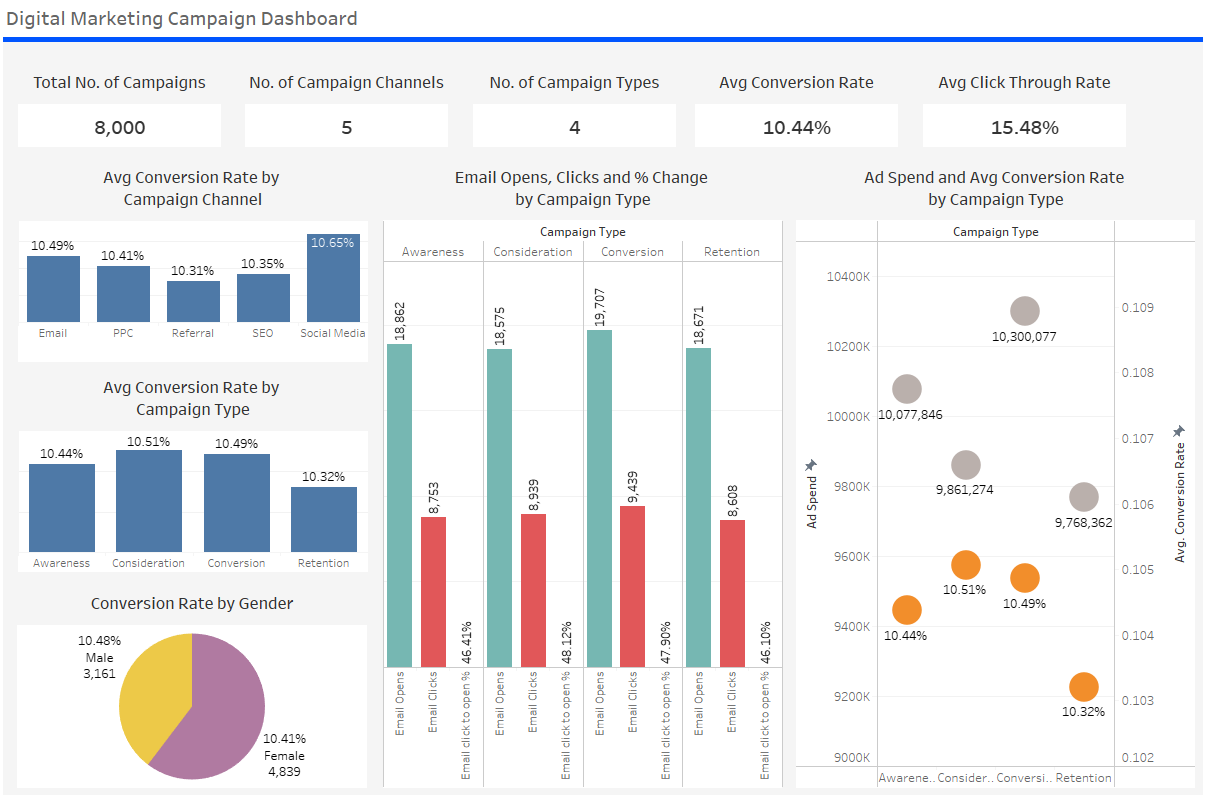 Digital Marketing Campaign Dashboard
Total No. of Campaigns
8,000
No. of Campaign Channels
5
No. of Campaign Types
4
Avg Conversion Rate
10.44%
Avg Click Through Rate
15.48%
Avg Conversion Rate by
Campaign Channel
10.49%
10.41%
10.31%
10.35%
10.65%
Email
PPC
Referral
SEO
Social Media
Avg Conversion Rate by
Campaign Type
10.44%
10.51%
10.49%
10.32%
Awareness
Consideration
Conversion
Retention
Conversion Rate by Gender
10.48%
Male
3,161
10.41%
Female
4,839
Email Opens, Clicks and % Change
by Campaign Type
Campaign Type
Awareness
Consideration
Conversion
Retention
18,862
8,753
46.41%
18,575
8,939
48.12%
19,707
9,439
47.90%
18,671
8,608
46.10%
Email Opens
Email Clicks
Email click to open %
Email Opens
Email Clicks
Email click to open %
Email Opens
Email Clicks
Email click to open %
Email Opens
Email Clicks
Email click to open %
Ad Spend and Avg Conversion Rate
by Campaign Type
Campaign Type
Ad Spend
10400K
10200K
10000K
9800K
9600K
9400K
9200K
9000K
10,077,846
9,861,274
10,300,077
9,768,362
10.44%
10.51%
10.49%
10.32%
0.109
0.108
0.107
0.106
0.105
0.104
0.103
0.102
Avg. Conversion Rate
Awarene..
Consider..
Conversi..
Retention